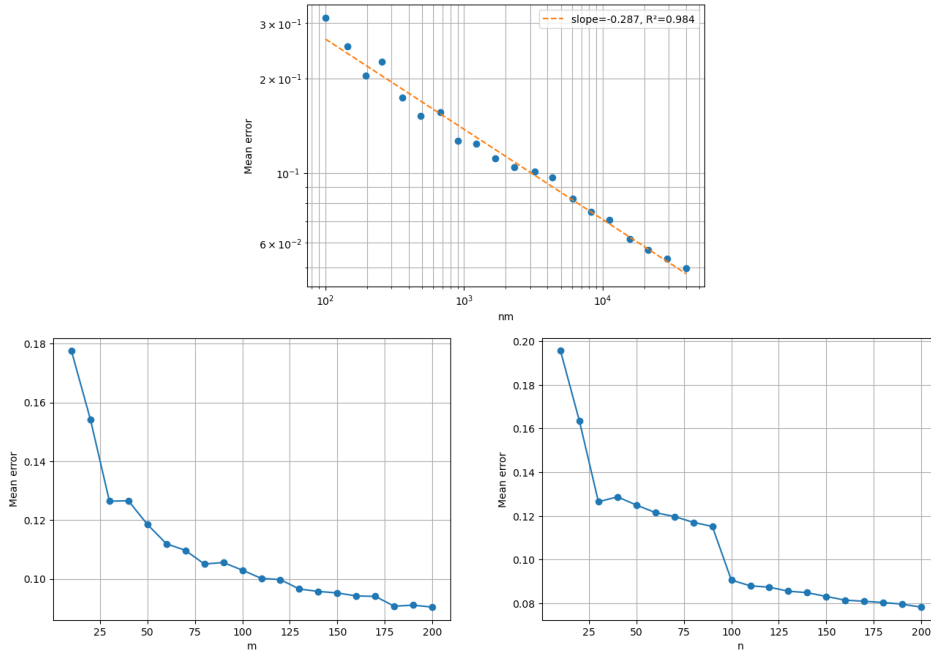 slope=-0.287, R²=0.984
3 × 10⁻¹
2 × 10⁻¹
10⁻¹
6 × 10⁻²
Mean error
10² 10³ 10⁴
nm
0.18
0.16
0.14
0.12
0.10
Mean error
25 50 75 100 125 150 175 200
m
0.20
0.18
0.16
0.14
0.12
0.10
0.08
Mean error
25 50 75 100 125 150 175 200
n